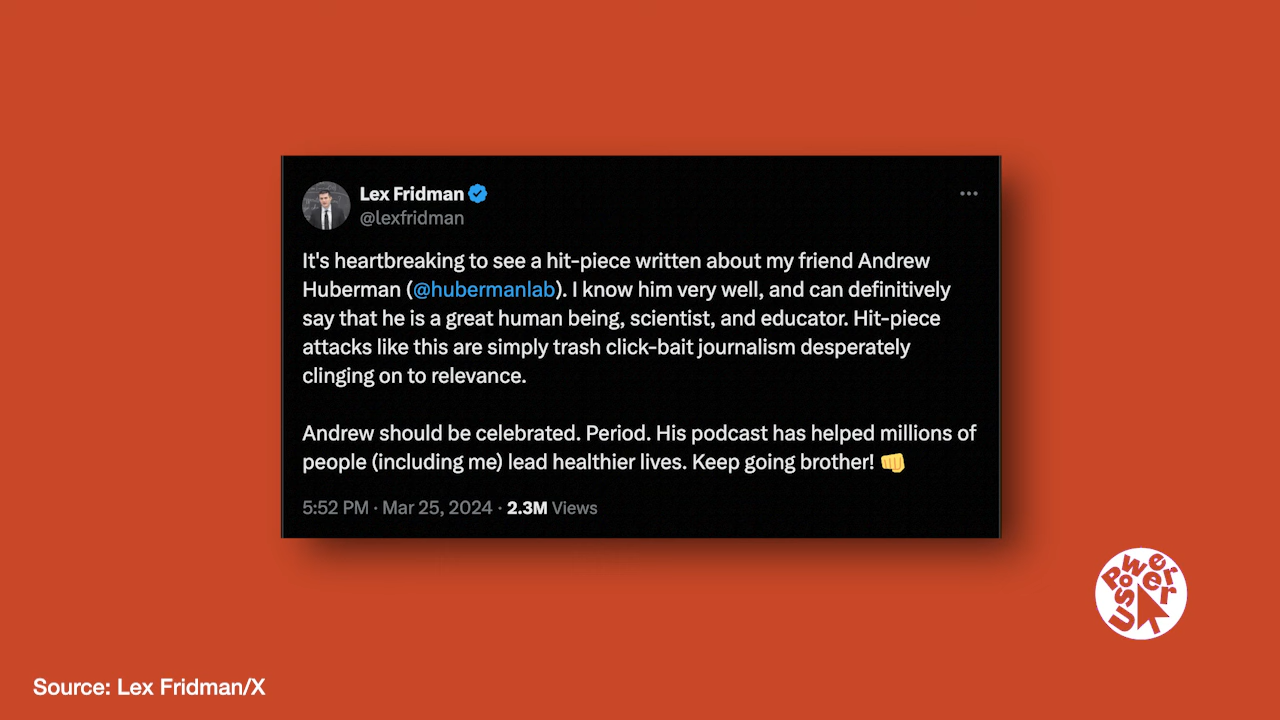 Lex Fridman
@lexfridman
It's heartbreaking to see a hit-piece written about my friend Andrew
Huberman (@hubermanlab). I know him very well, and can definitively
say that he is a great human being, scientist, and educator. Hit-piece
attacks like this are simply trash click-bait journalism desperately
clinging on to relevance.
Andrew should be celebrated. Period. His podcast has helped millions of
people (including me) lead healthier lives. Keep going brother! 👊
5:52 PM · Mar 25, 2024 · 2.3M Views
Power
User
Source: Lex Fridman/X